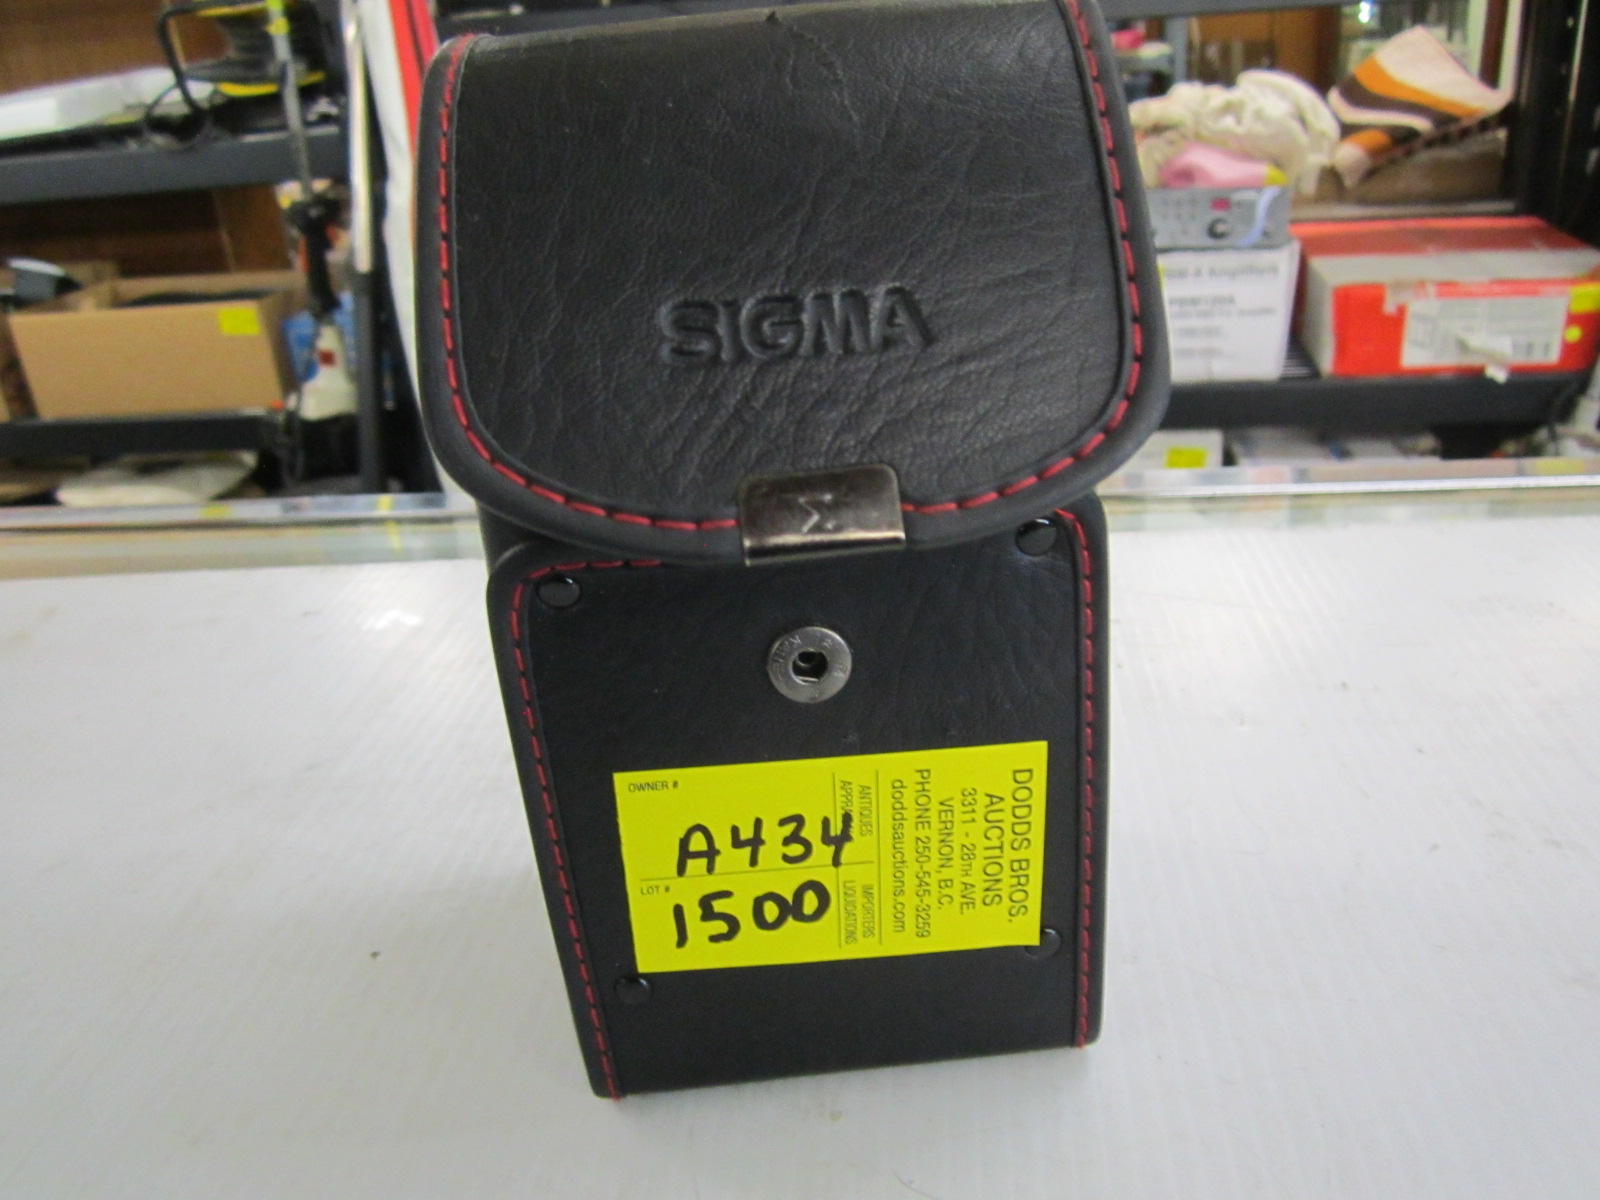 SIGMA
Σ
OWNER #
A434
LOT #
1500
DODDS BROS.
AUCTIONS
3311 - 28TH AVE.
VERNON, B.C.
PHONE 250-545-3259
doddsauctions.com
ANTIQUES IMPORTERS
LIQUIDATIONS
Amplifiers